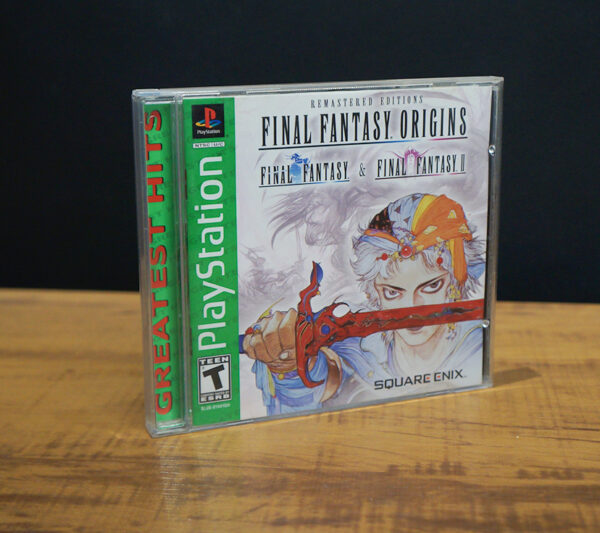 GREATEST HITS
PlayStation
NTSC U/C
PlayStation
TEEN
T
ESRB
REMASTERED EDITIONS
FINAL FANTASY ORIGINS
FINAL FANTASY & FINAL FANTASY II
SQUARE ENIX